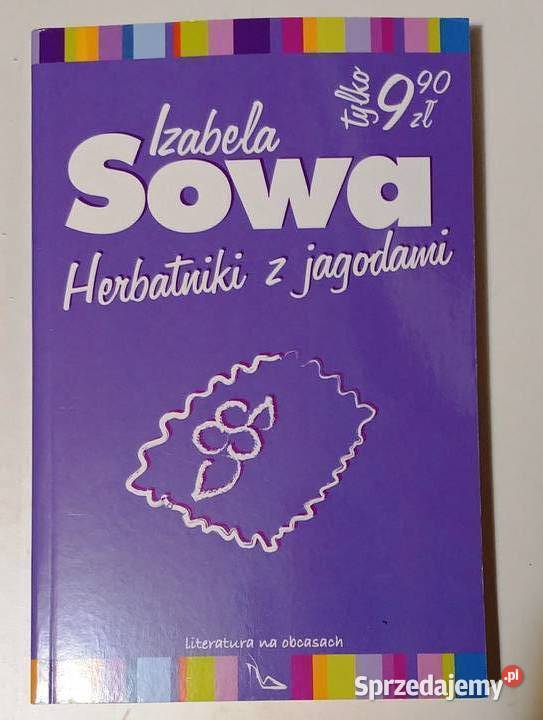 tylko 9 90 zł
Izabela
Sowa
Herbatniki z jagodami
literatura na obcasach
Sprzedajemy.pl